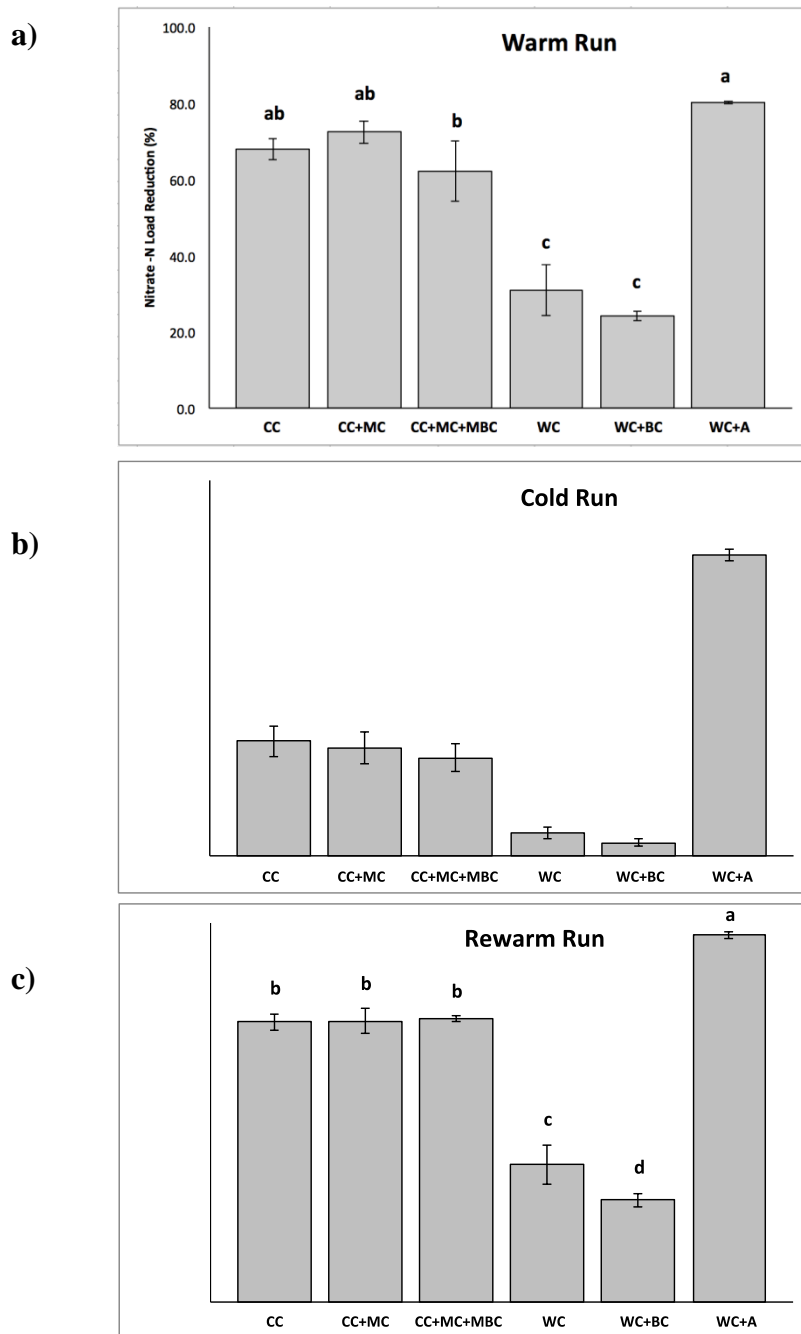 a)
Warm Run
Nitrate -N Load Reduction (%)
100.0
80.0
60.0
40.0
20.0
0.0
ab
ab
b
c
c
a
CC
CC+MC
CC+MC+MBC
WC
WC+BC
WC+A
b)
Cold Run
CC
CC+MC
CC+MC+MBC
WC
WC+BC
WC+A
c)
Rewarm Run
b
b
b
c
d
a
CC
CC+MC
CC+MC+MBC
WC
WC+BC
WC+A